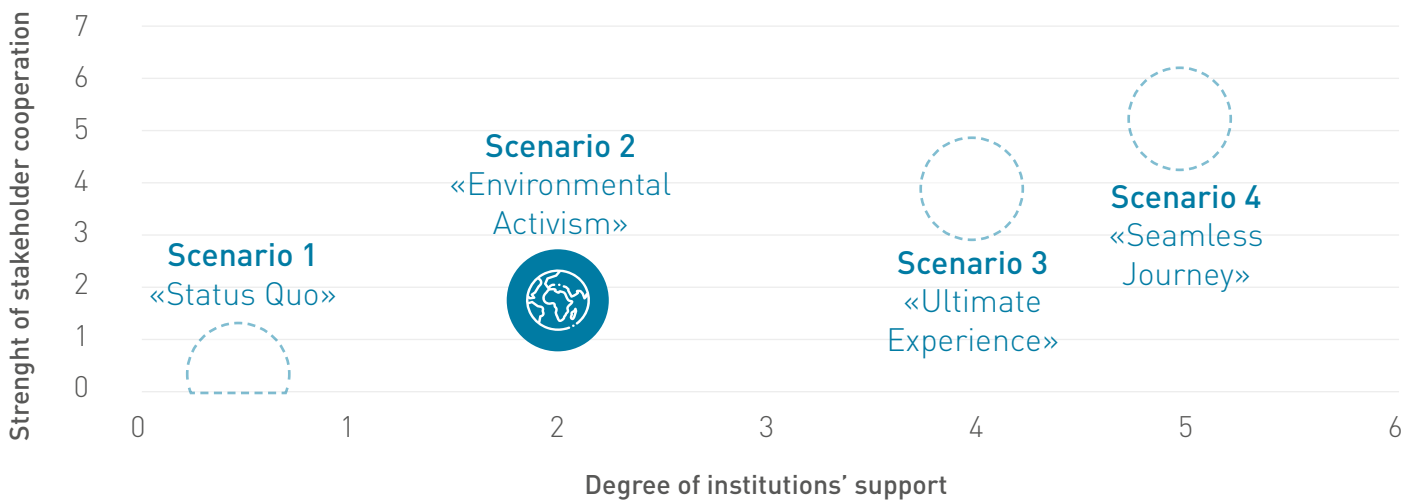 Strenght of stakeholder cooperation
7
6
5
4
3
2
1
0
Scenario 1
«Status Quo»
Scenario 2
«Environmental
Activism»
Scenario 3
«Ultimate
Experience»
Scenario 4
«Seamless
Journey»
0 1 2 3 4 5 6
Degree of institutions’ support